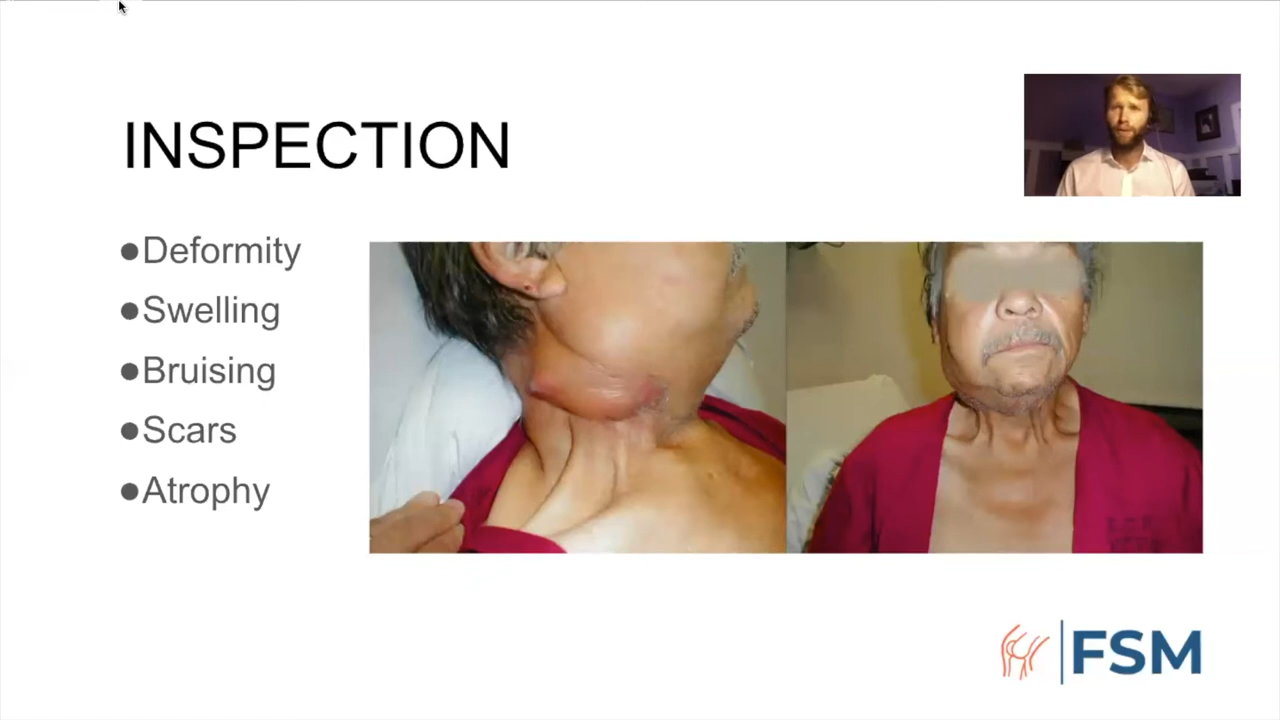 INSPECTION
●Deformity
●Swelling
●Bruising
●Scars
●Atrophy
FSM